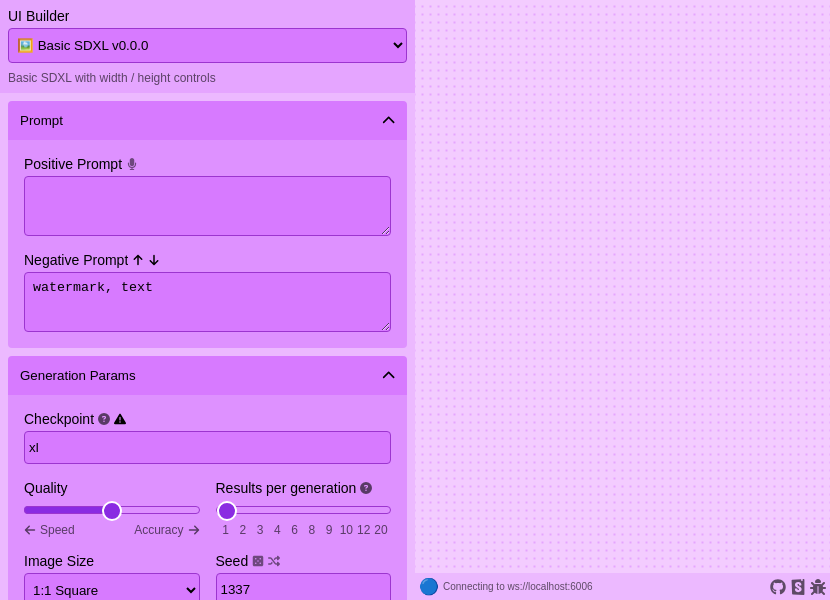 UI Builder
🖼️ Basic SDXL v0.0.0
Basic SDXL with width / height controls
Prompt
Positive Prompt
Negative Prompt ↑ ↓
watermark, text
Generation Params
Checkpoint
xl
Quality
← Speed Accuracy →
Results per generation
1 2 3 4 6 8 9 10 12 20
Image Size
1:1 Square
Seed
1337
Connecting to ws://localhost:6006